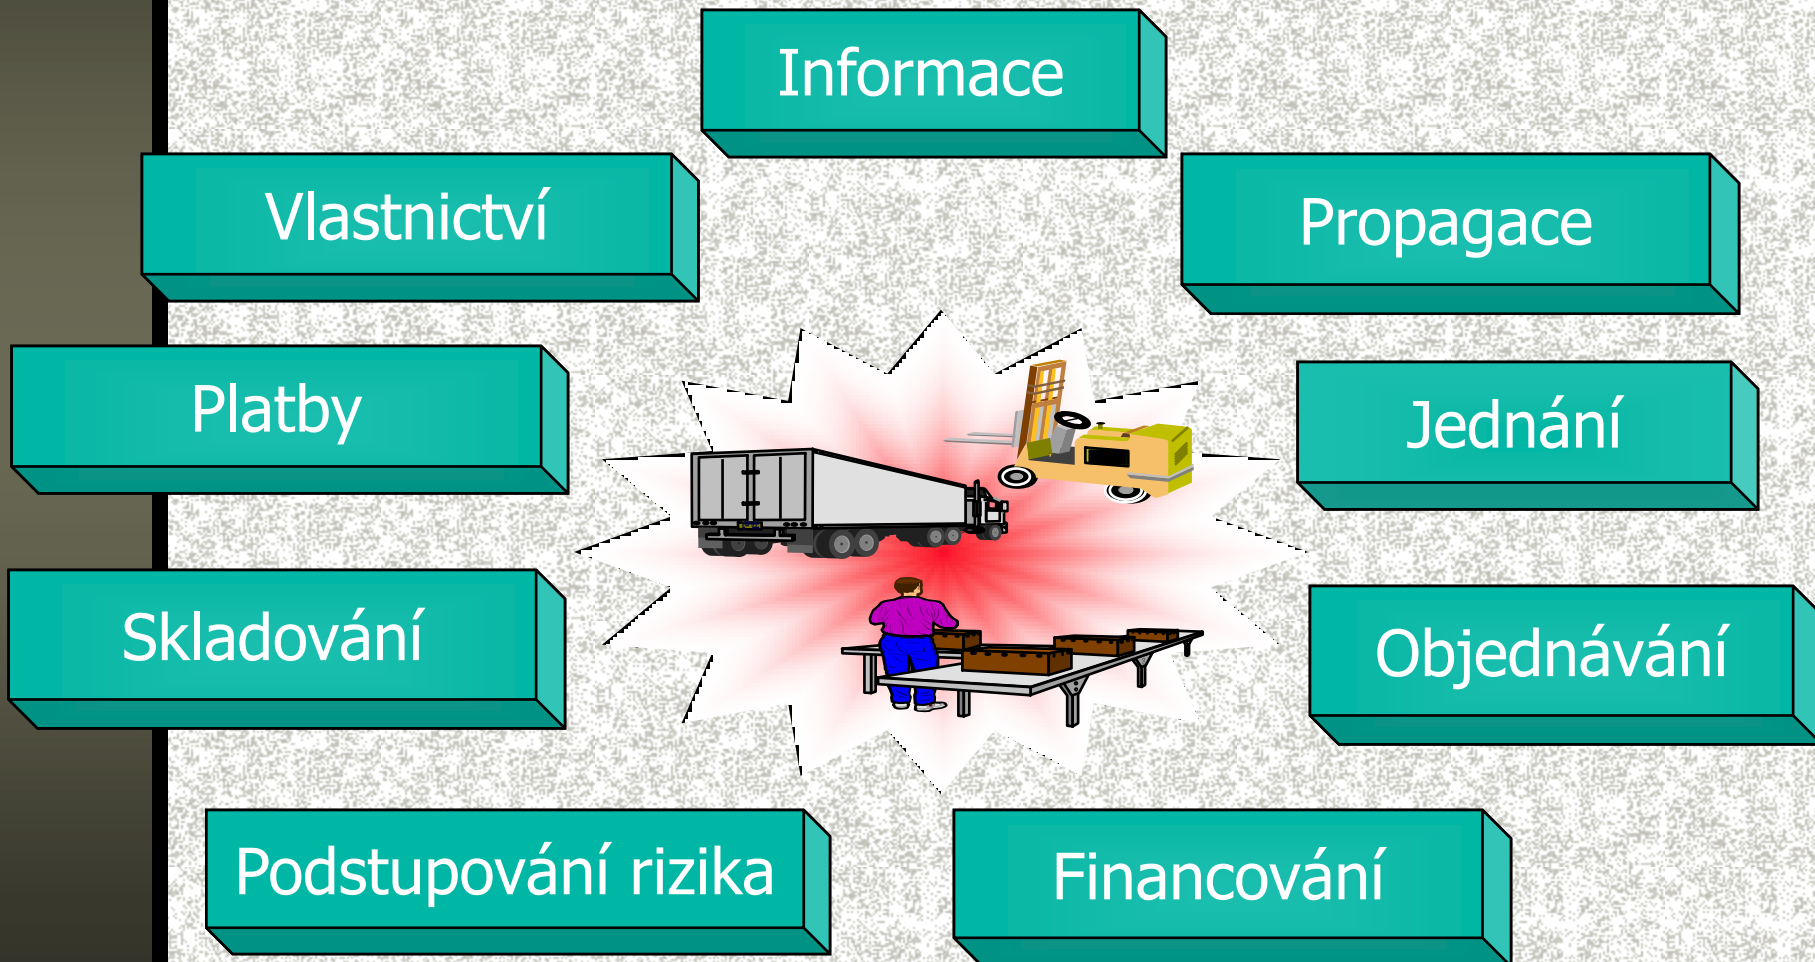 Informace
Vlastnictví
Propagace
Platby
Jednání
Skladování
Objednávání
Podstupování rizika
Financování